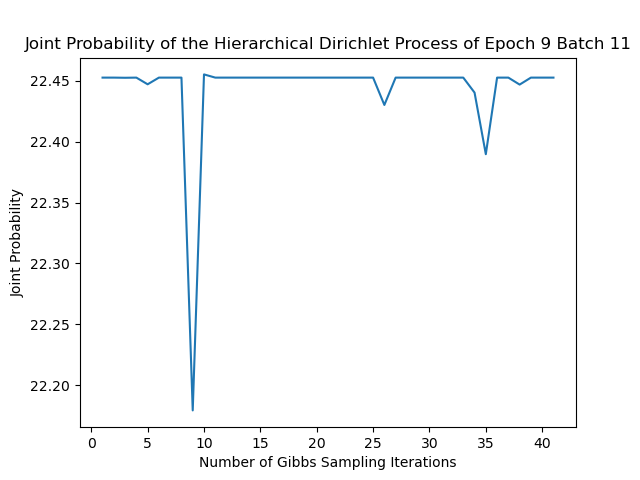 Joint Probability of the Hierarchical Dirichlet Process of Epoch 9 Batch 11
22.45
22.40
22.35
22.30
22.25
22.20
Joint Probability
0 5 10 15 20 25 30 35 40
Number of Gibbs Sampling Iterations